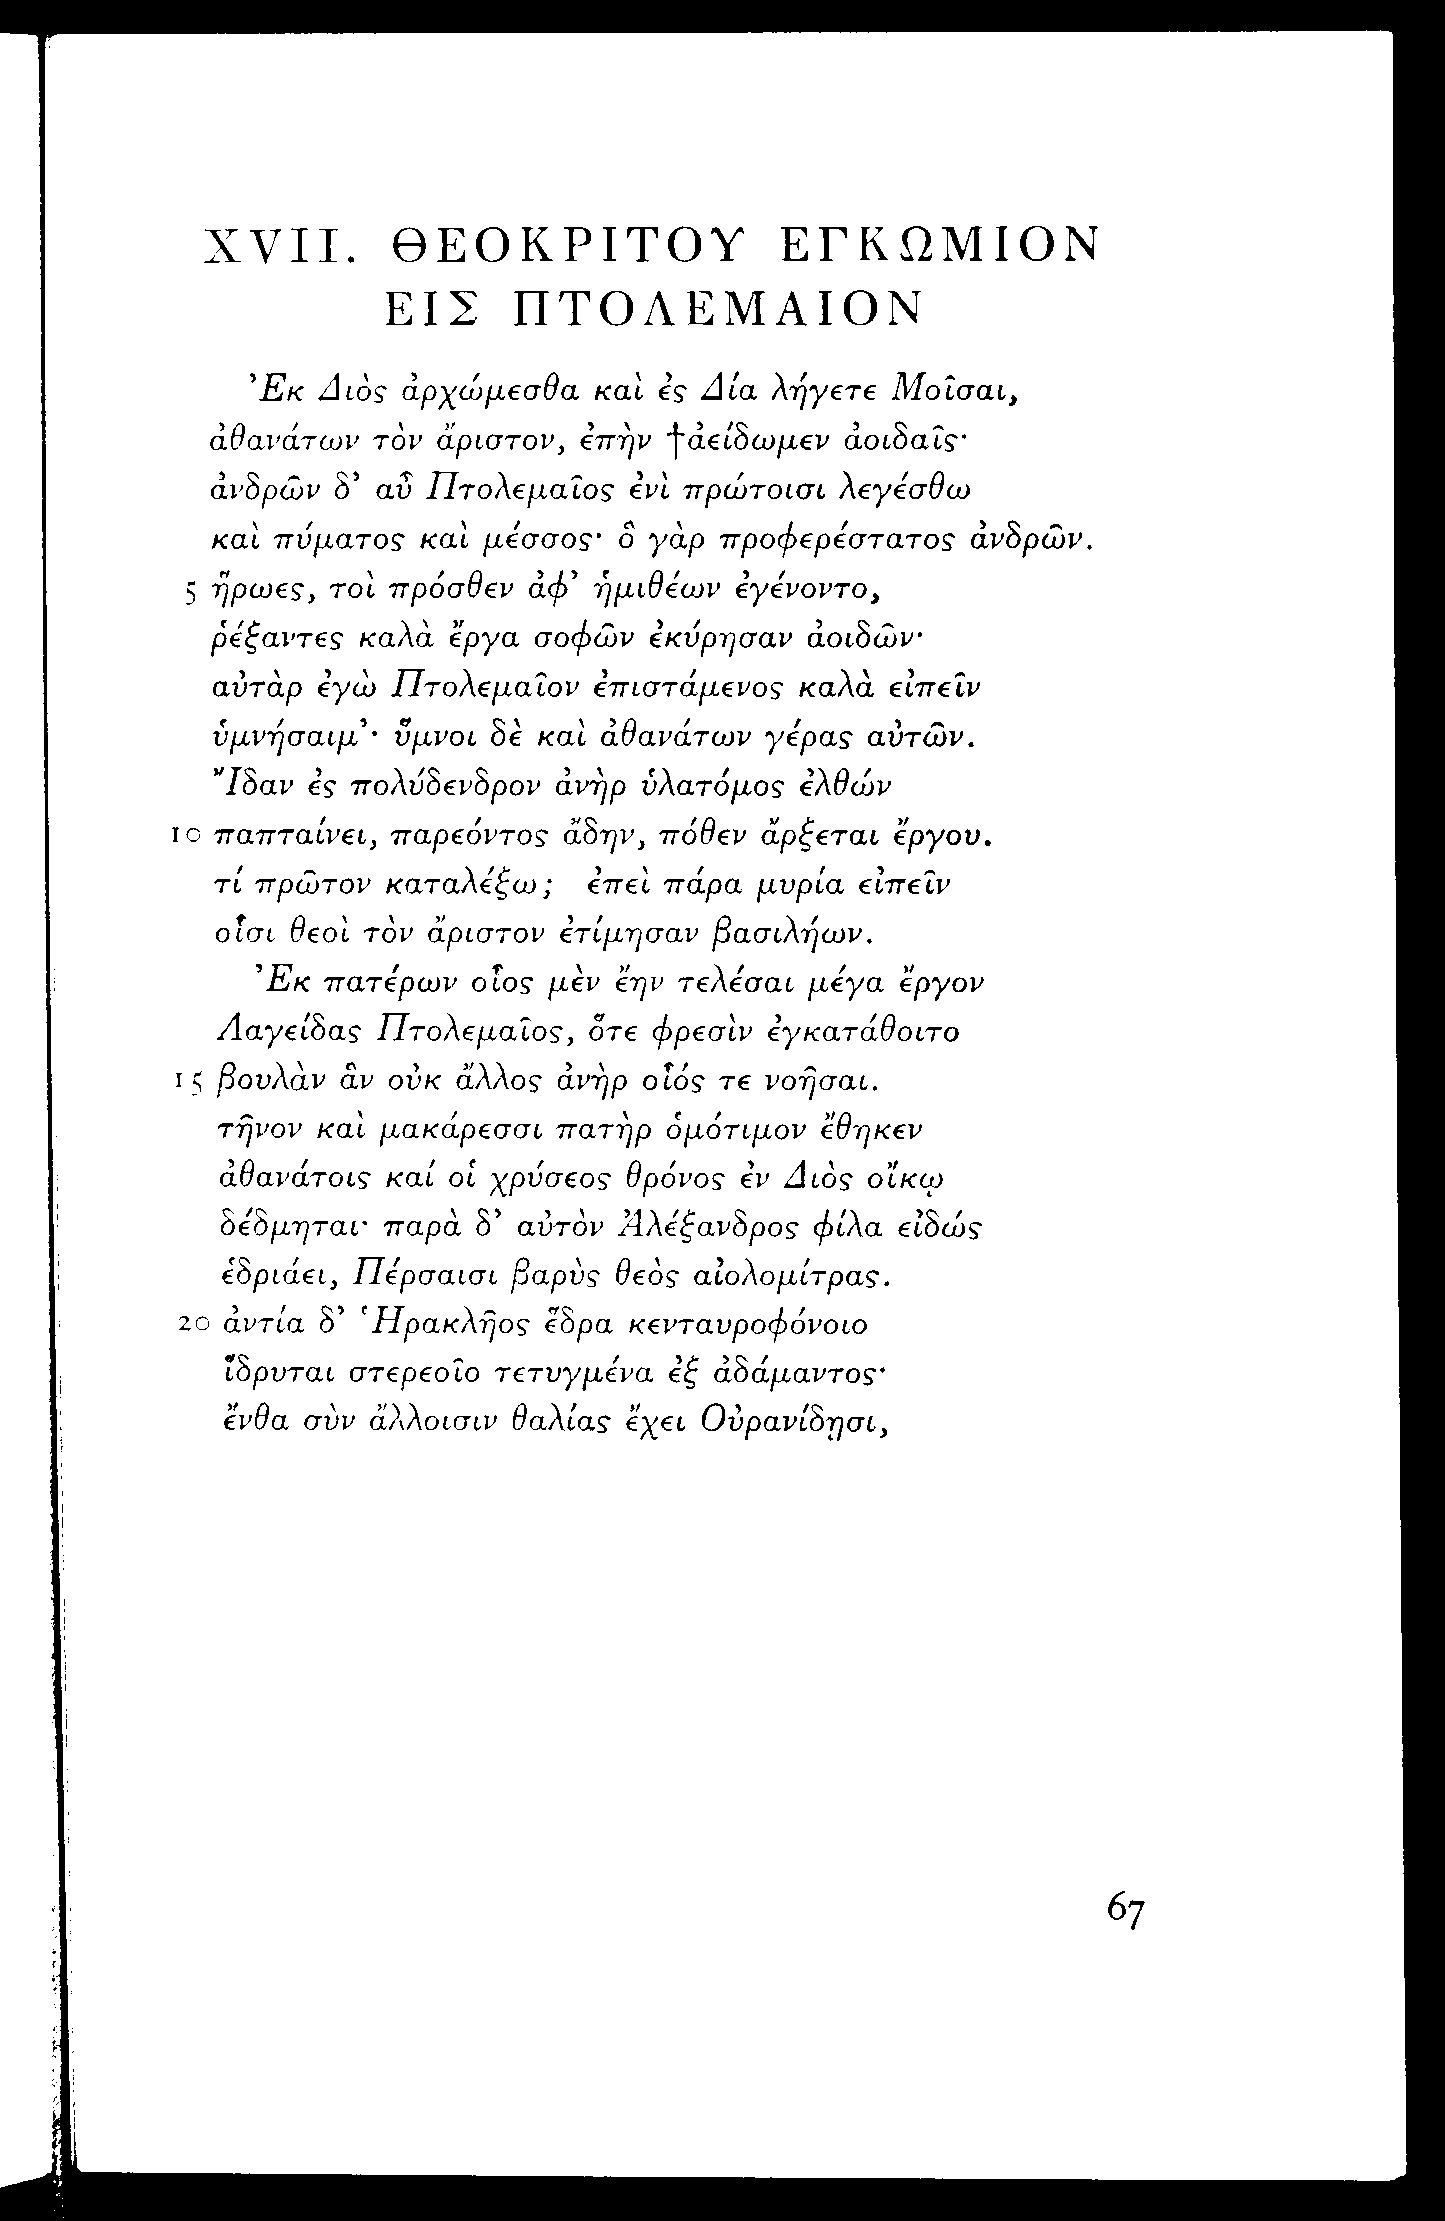 XVII. ΘΕΟΚΡΙΤΟΥ ΕΓΚΩΜΙΟΝ
ΕΙΣ ΠΤΟΛΕΜΑΙΟΝ
Ἐκ Διὸς ἀρχώμεσθα καὶ ἐς Δία λήγετε Μοῖσαι,
ἀθανάτων τὸν ἄριστον, ἐπὴν †ἀείδωμεν ἀοιδαῖς·
ἀνδρῶν δ’ αὖ Πτολεμαῖος ἐνὶ πρώτοισι λεγέσθω
καὶ πύματος καὶ μέσσος· ὃ γὰρ προφερέστατος ἀνδρῶν.
5 ἥρωες, τοὶ πρόσθεν ἀφ’ ἡμιθέων ἐγένοντο,
ῥέξαντες καλὰ ἔργα σοφῶν ἐκύρησαν ἀοιδῶν·
αὐτὰρ ἐγὼ Πτολεμαῖον ἐπιστάμενος καλὰ εἰπεῖν
ὑμνήσαιμ’· ὕμνοι δὲ καὶ ἀθανάτων γέρας αὐτῶν.
Ἴδαν ἐς πολύδενδρον ἀνὴρ ὑλατόμος ἐλθών
10 παπταίνει, παρεόντος ἄδην, πόθεν ἄρξεται ἔργου.
τί πρῶτον καταλέξω; ἐπεὶ πάρα μυρία εἰπεῖν
οἷσι θεοὶ τὸν ἄριστον ἐτίμησαν βασιλήων.
Ἐκ πατέρων οἷος μὲν ἔην τελέσαι μέγα ἔργον
Λαγείδας Πτολεμαῖος, ὅτε φρεσὶν ἐγκατάθοιτο
15 βουλὰν ἃν οὐκ ἄλλος ἀνὴρ οἷός τε νοῆσαι.
τῆνον καὶ μακάρεσσι πατὴρ ὁμότιμον ἔθηκεν
ἀθανάτοις καί οἱ χρύσεος θρόνος ἐν Διὸς οἴκῳ
δέδμηται· παρὰ δ’ αὐτὸν Ἀλέξανδρος φίλα εἰδώς
ἑδριάει, Πέρσαισι βαρὺς θεὸς αἰολομίτρας.
20 ἀντία δ’ Ἡρακλῆος ἕδρα κενταυροφόνοιο
ἵδρυται στερεοῖο τετυγμένα ἐξ ἀδάμαντος·
ἔνθα σὺν ἄλλοισιν θαλίας ἔχει Οὐρανίδῃσι,
67